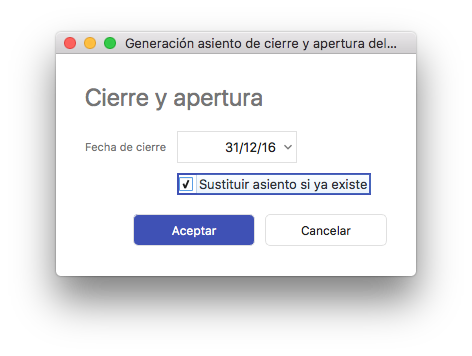 Generación asiento de cierre y apertura del...
Cierre y apertura
Fecha de cierre 31/12/16
Sustituir asiento si ya existe
Aceptar Cancelar